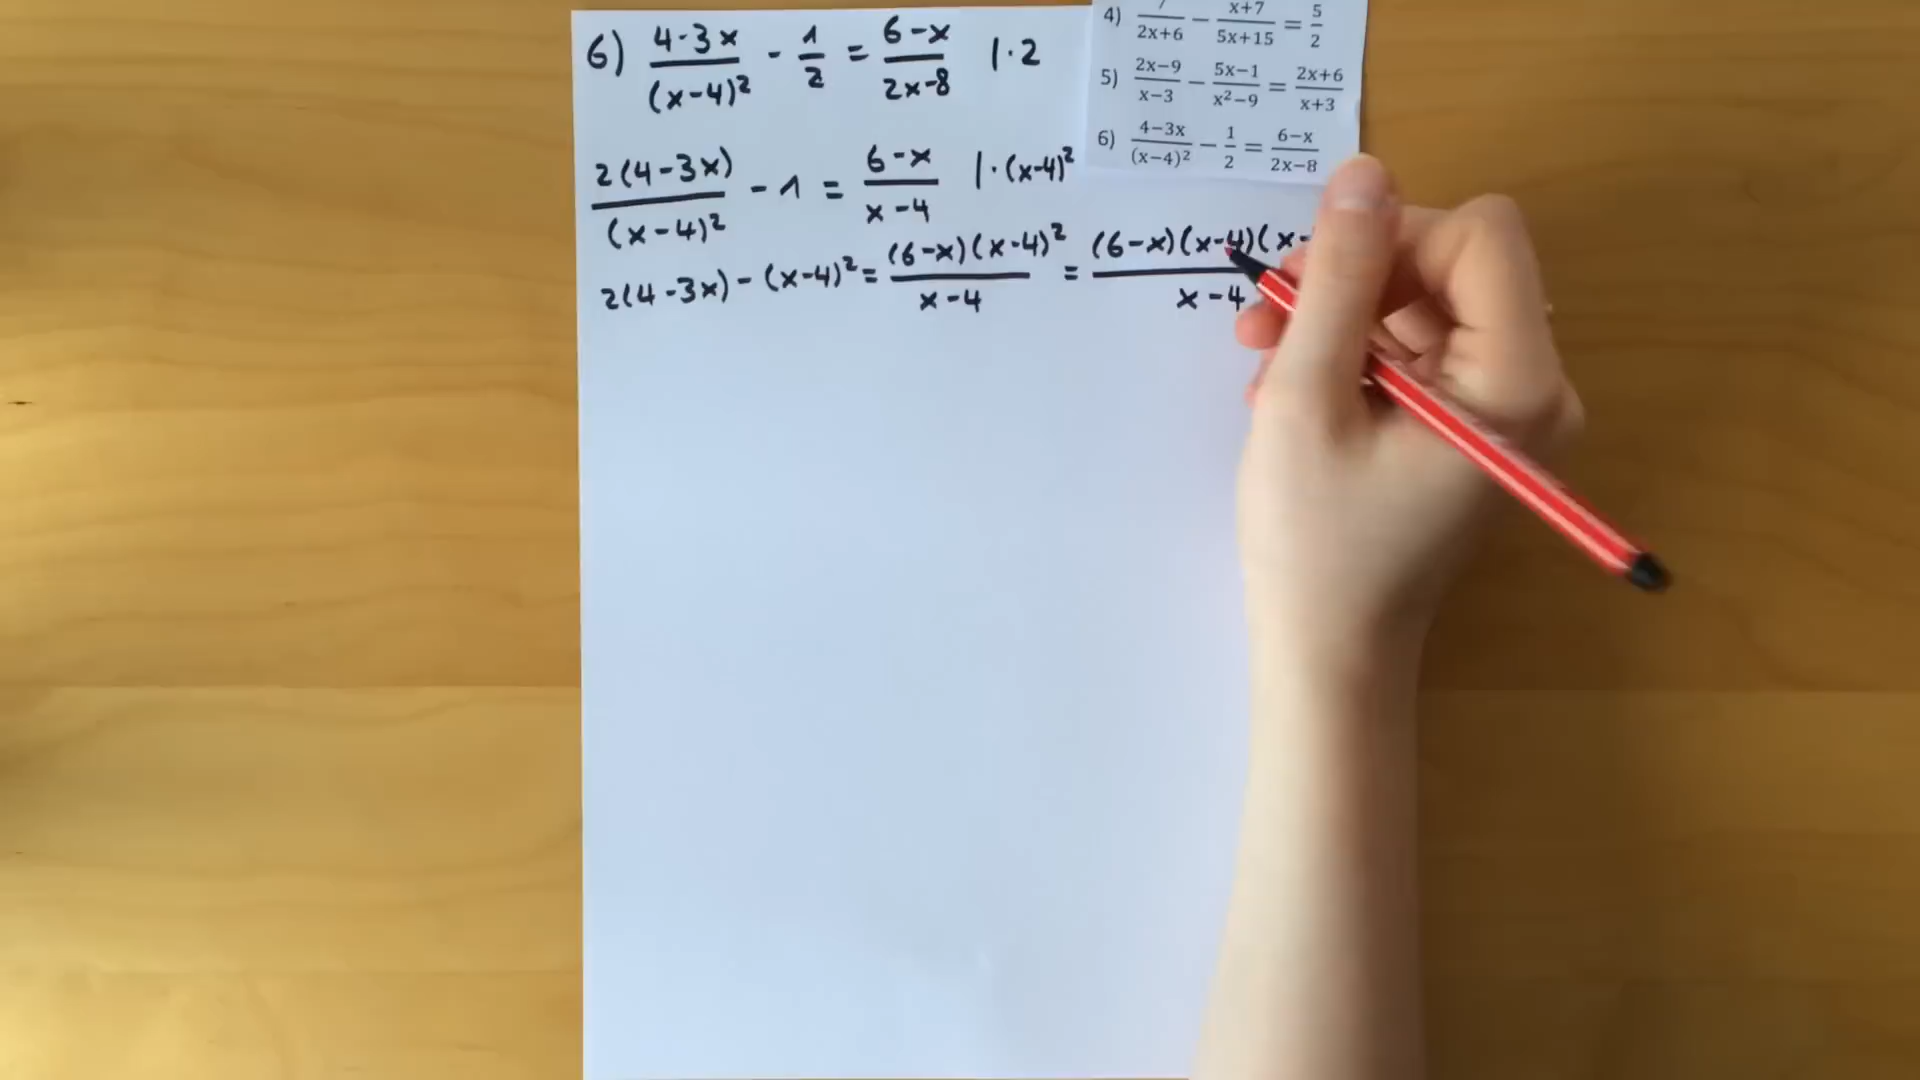 6) (4-3x)/(x-4)² - 1/2 = (6-x)/(2x-8) | · 2
2(4-3x)/(x-4)² - 1 = (6-x)/(x-4) | · (x-4)²
2(4-3x) - (x-4)² = (6-x)(x-4)²/(x-4) = (6-x)(x-4)(x-/(x-4
4) 7/(2x+6) − (x+7)/(5x+15) = 5/2
5) (2x−9)/(x−3) − (5x−1)/(x²−9) = (2x+6)/(x+3)
6) (4−3x)/(x−4)² − 1/2 = (6−x)/(2x−8)